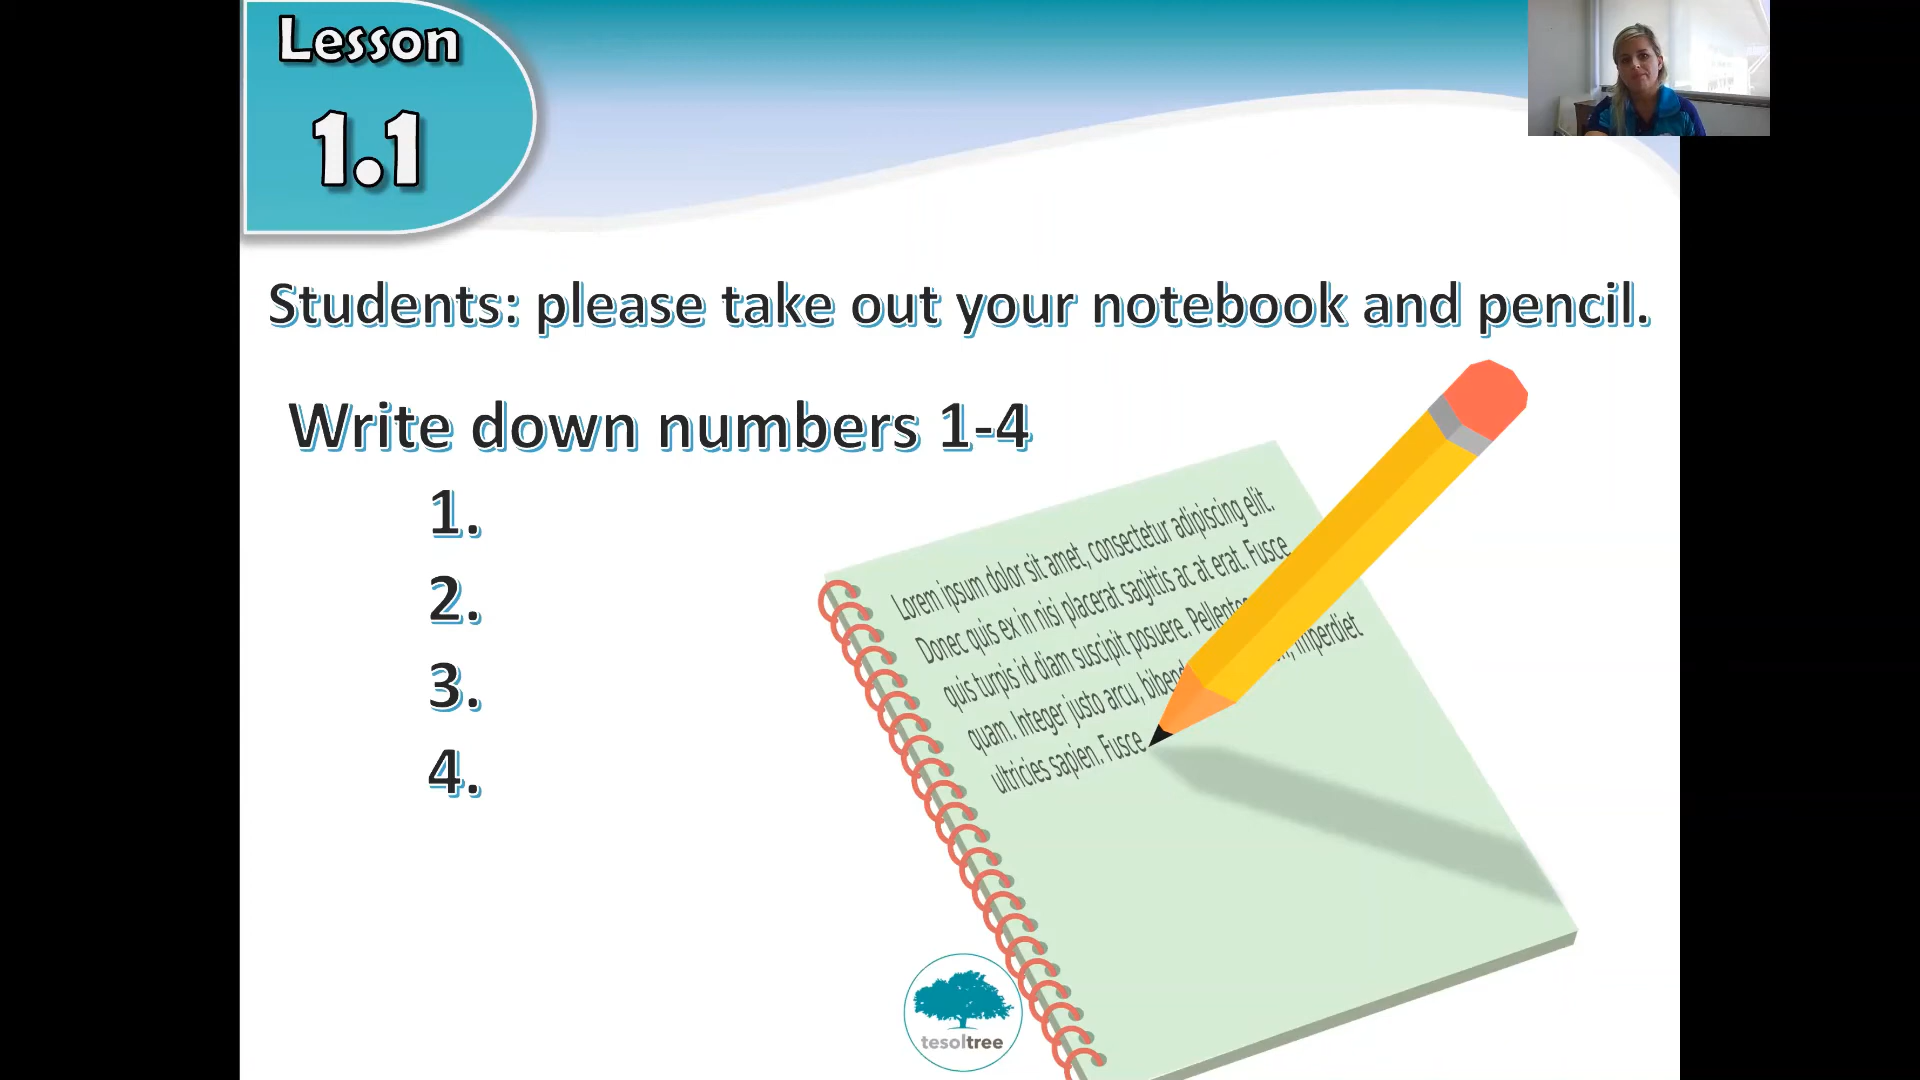 Lesson
1.1
Students: please take out your notebook and pencil.
Write down numbers 1-4
1.
2.
3.
4.
Lorem ipsum dolor sit amet, consectetur adipiscing elit.
Donec quis ex in nisi placerat sagittis ac at erat. Fusce
quis turpis id diam suscipit posuere.
quam. Integer justo arcu, imperdiet
ultricies sapien. Fusce
tesoltree